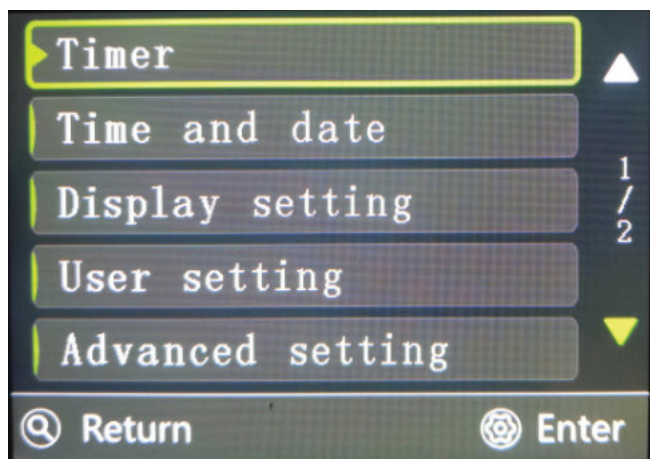 Timer
Time and date
Display setting
User setting
Advanced setting
1
/
2
Return
Enter